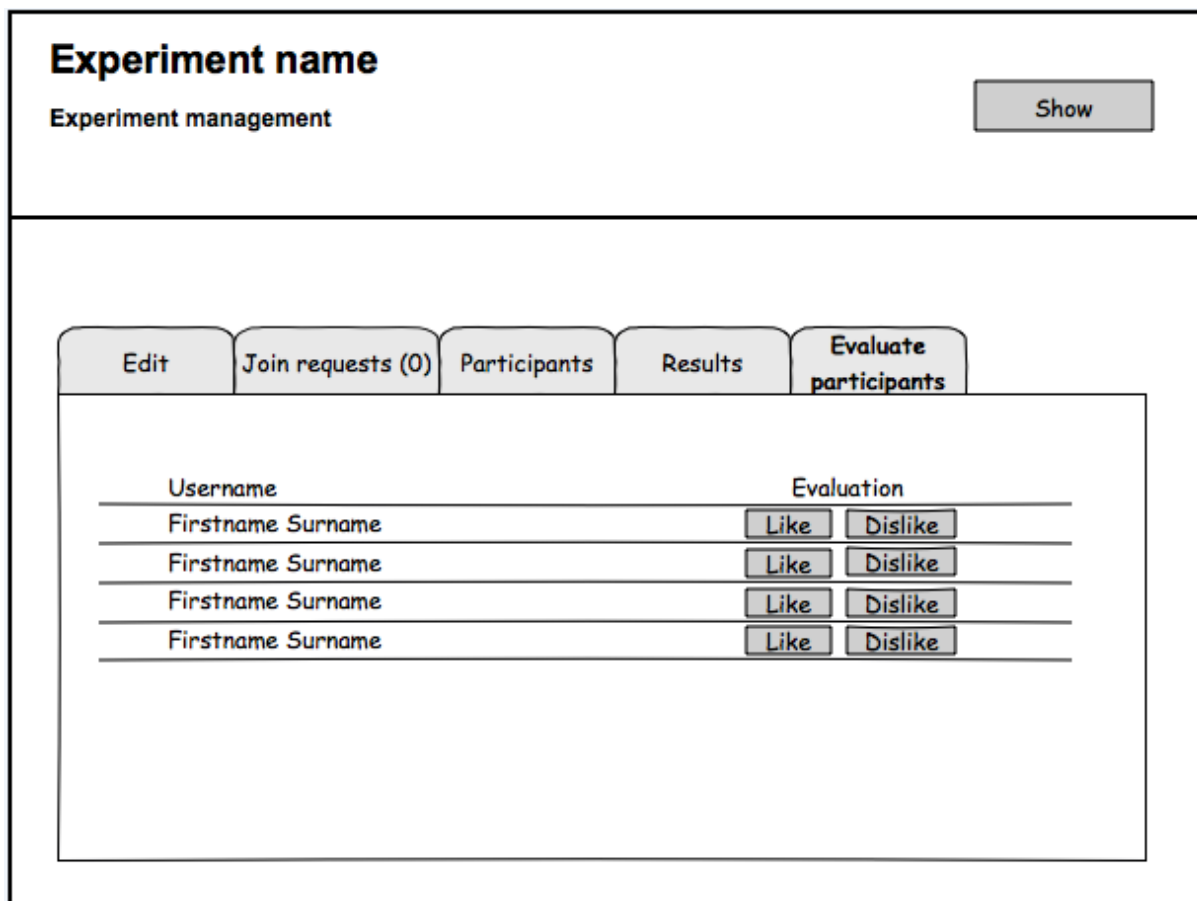 Experiment name
Experiment management
Show
Edit
Join requests (0)
Participants
Results
Evaluate
participants
Username Evaluation
Firstname Surname Like Dislike
Firstname Surname Like Dislike
Firstname Surname Like Dislike
Firstname Surname Like Dislike